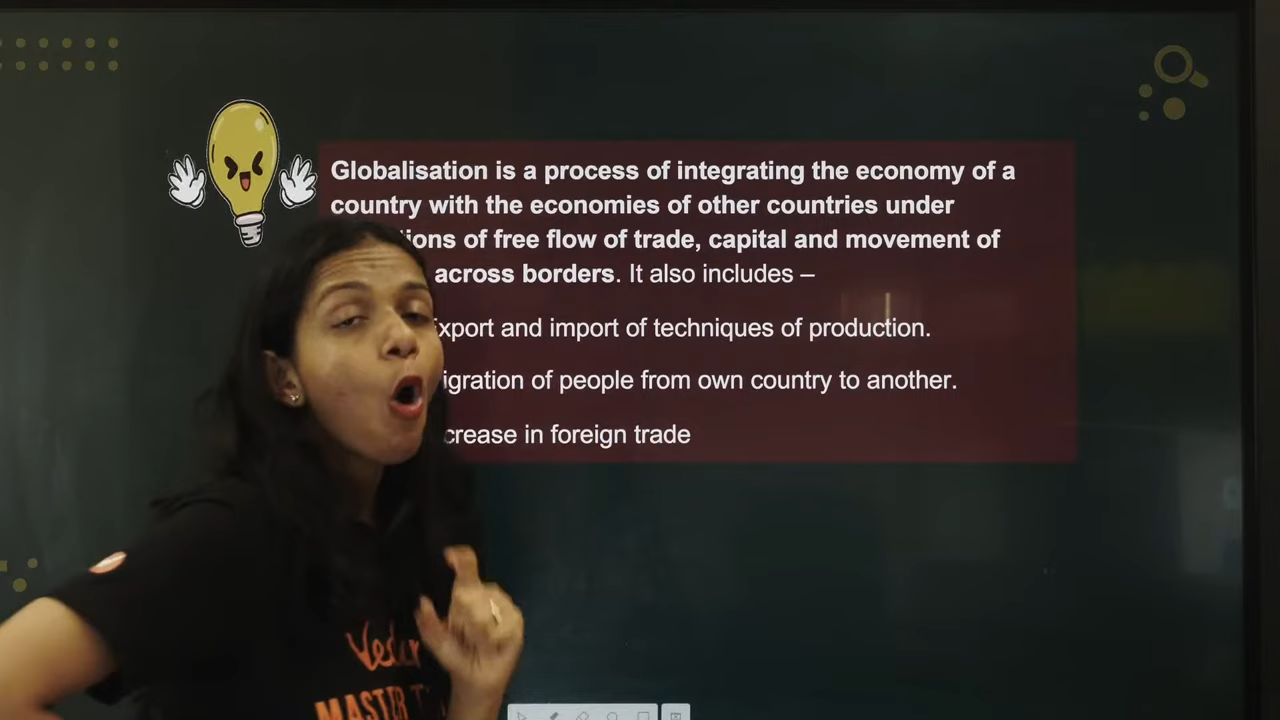 Globalisation is a process of integrating the economy of a
country with the economies of other countries under
ions of free flow of trade, capital and movement of
across borders. It also includes –
xport and import of techniques of production.
igration of people from own country to another.
crease in foreign trade
MASTER T